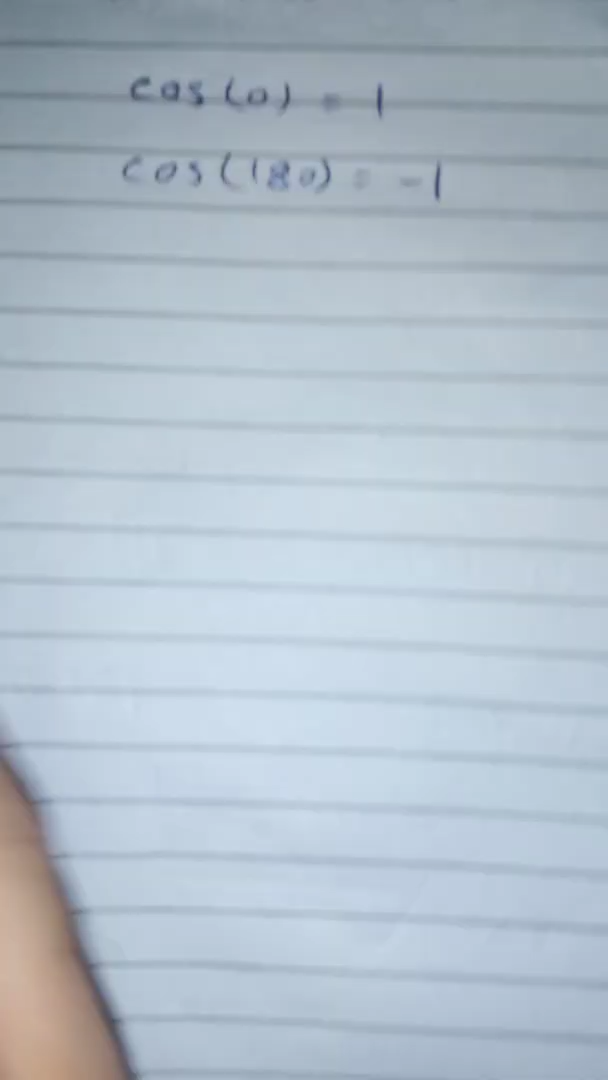 cos(0) = 1
cos(180) = -1